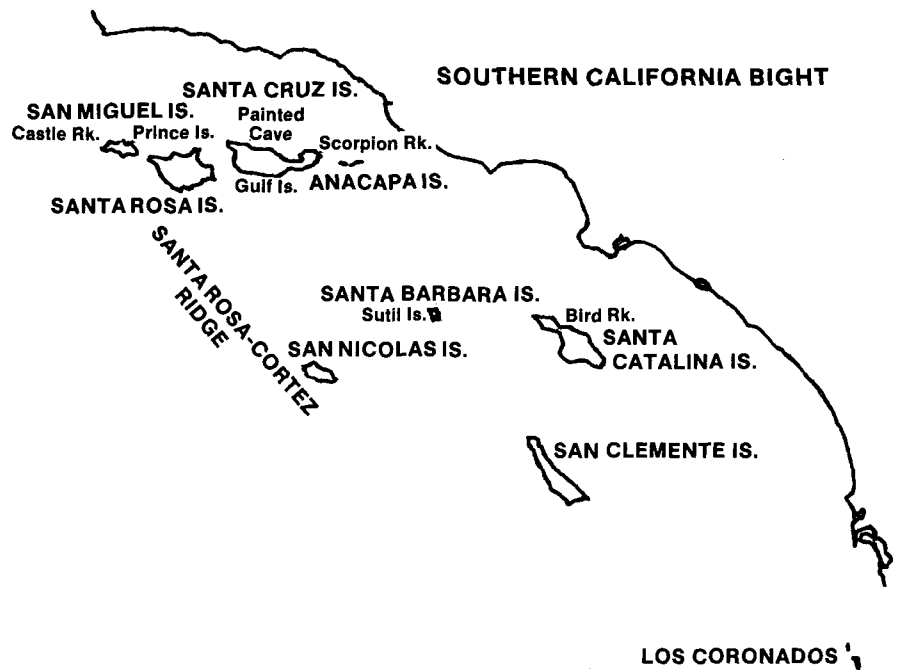 SOUTHERN CALIFORNIA BIGHT
SANTA CRUZ IS.
SAN MIGUEL IS.
Painted
Cave
Castle Rk.
Prince Is.
Scorpion Rk.
Gulf Is.
ANACAPA IS.
SANTA ROSA IS.
SANTA ROSA-CORTEZ
RIDGE
SANTA BARBARA IS.
Sutil Is.
Bird Rk.
SANTA
CATALINA IS.
SAN NICOLAS IS.
SAN CLEMENTE IS.
LOS CORONADOS